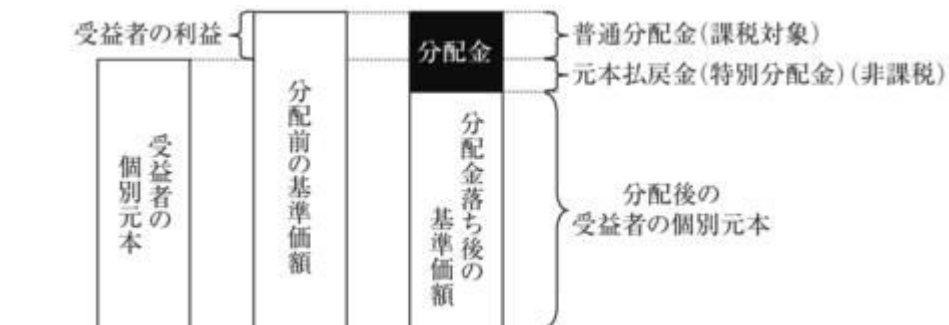 受益者の利益
分配金
普通分配金(課税対象)
元本払戻金(特別分配金)(非課税)
受益者の
個別元本
分配前の基準価額
分配金落ち後の
基準価額
分配後の
受益者の個別元本